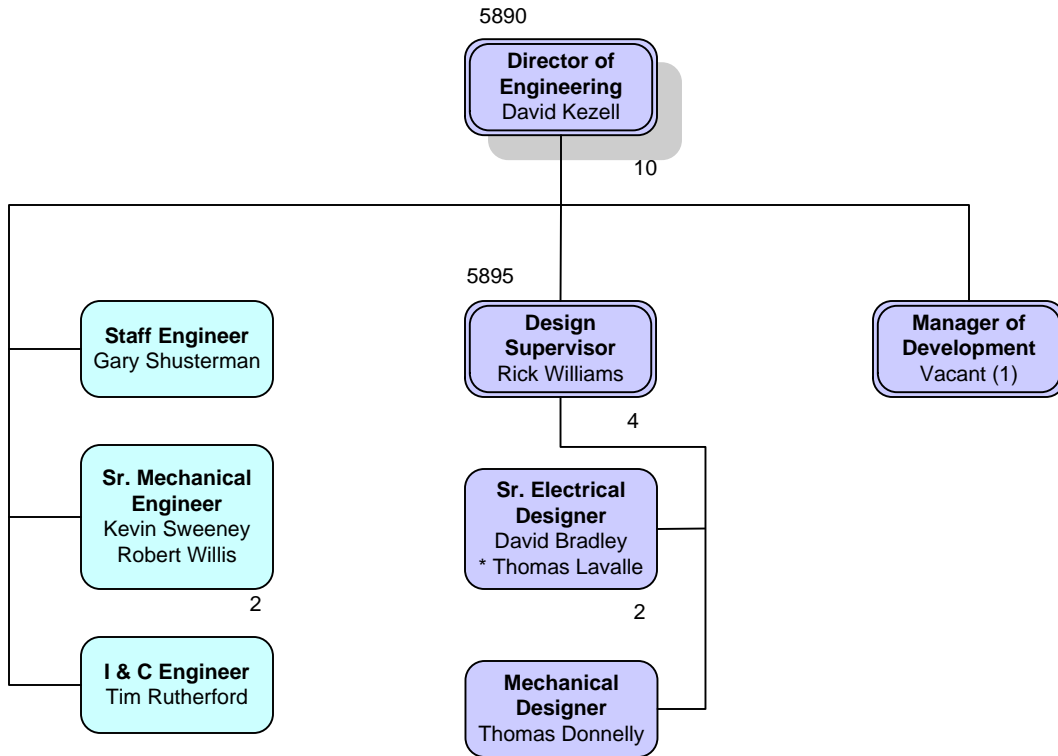 5890
Director of
Engineering
David Kezell
10
5895
Staff Engineer
Gary Shusterman
Design
Supervisor
Rick Williams
4
Manager of
Development
Vacant (1)
Sr. Mechanical
Engineer
Kevin Sweeney
Robert Willis
2
Sr. Electrical
Designer
David Bradley
* Thomas Lavalle
2
I & C Engineer
Tim Rutherford
Mechanical
Designer
Thomas Donnelly